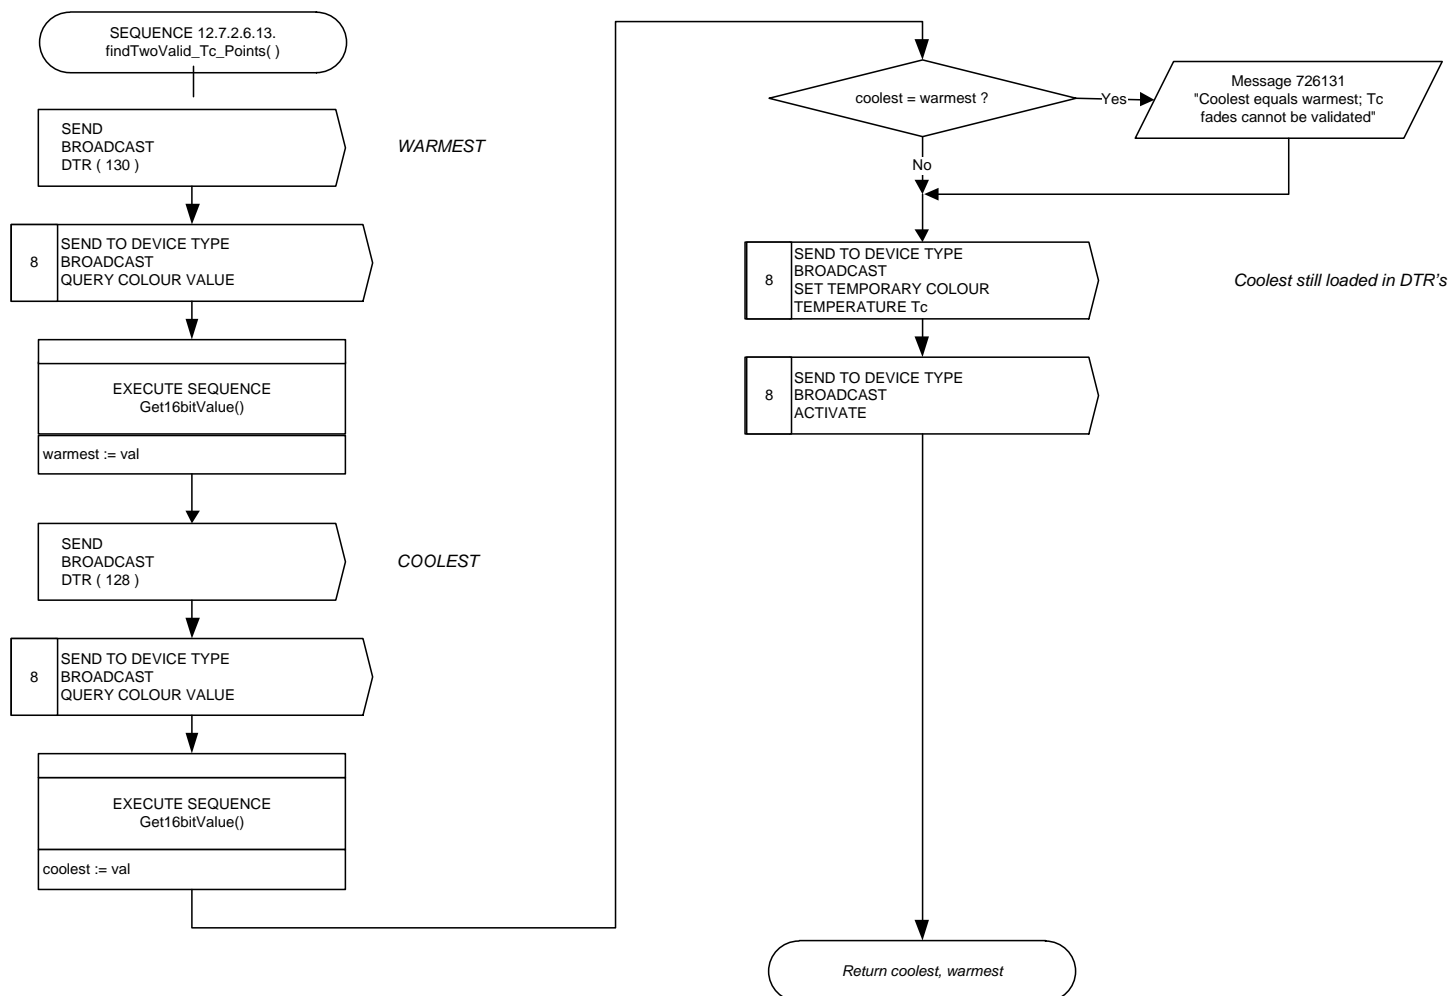 SEQUENCE 12.7.2.6.13.
findTwoValid_Tc_Points( )
SEND
BROADCAST
DTR ( 130 )
WARMEST
8
SEND TO DEVICE TYPE
BROADCAST
QUERY COLOUR VALUE
EXECUTE SEQUENCE
Get16bitValue()
warmest := val
SEND
BROADCAST
DTR ( 128 )
COOLEST
8
SEND TO DEVICE TYPE
BROADCAST
QUERY COLOUR VALUE
EXECUTE SEQUENCE
Get16bitValue()
coolest := val
coolest = warmest ?
Yes
Message 726131
"Coolest equals warmest; Tc
fades cannot be validated"
No
8
SEND TO DEVICE TYPE
BROADCAST
SET TEMPORARY COLOUR
TEMPERATURE Tc
Coolest still loaded in DTR's
8
SEND TO DEVICE TYPE
BROADCAST
ACTIVATE
Return coolest, warmest